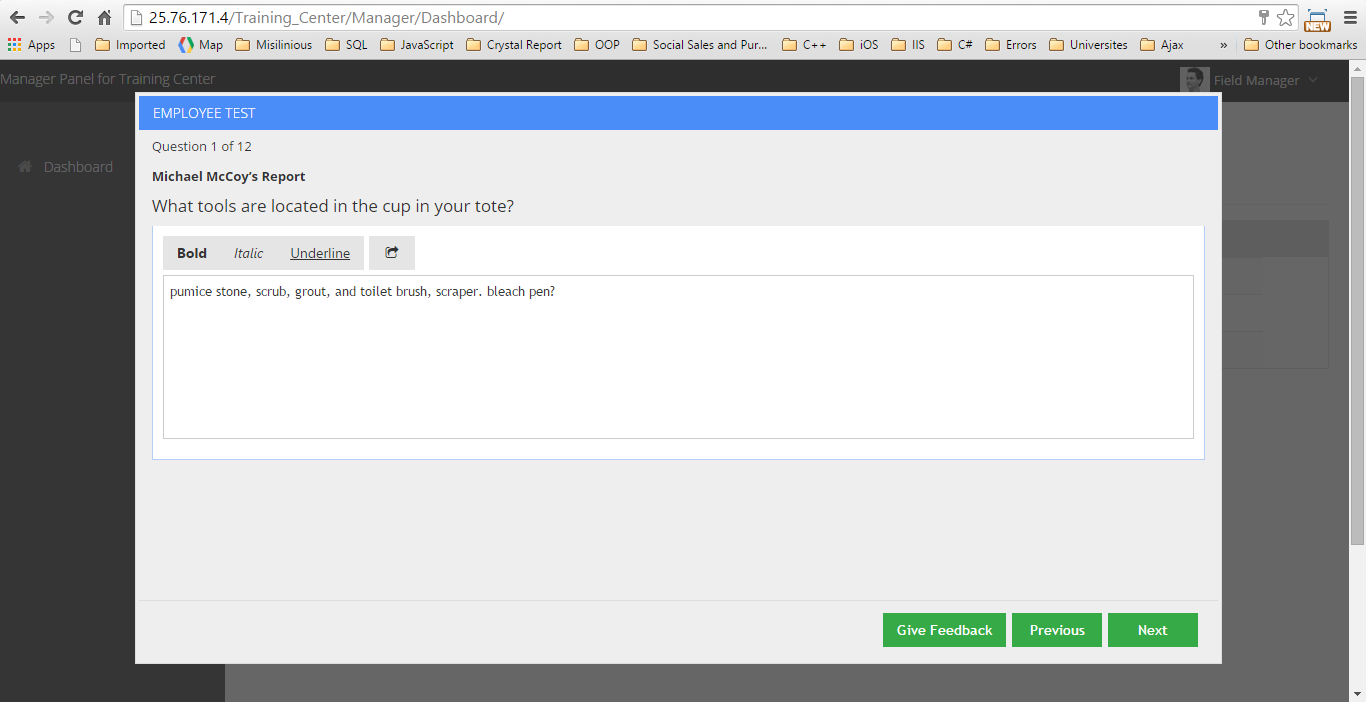 25.76.171.4/Training_Center/Manager/Dashboard/
NEW
Apps Imported Map Misilinious SQL JavaScript Crystal Report OOP Social Sales and Pur... C++ iOS IIS C# Errors Universites Ajax » Other bookmarks
Manager Panel for Training Center Field Manager
EMPLOYEE TEST
Question 1 of 12
Dashboard
Michael McCoy's Report
What tools are located in the cup in your tote?
Bold Italic Underline
pumice stone, scrub, grout, and toilet brush, scraper. bleach pen?
Give Feedback Previous Next